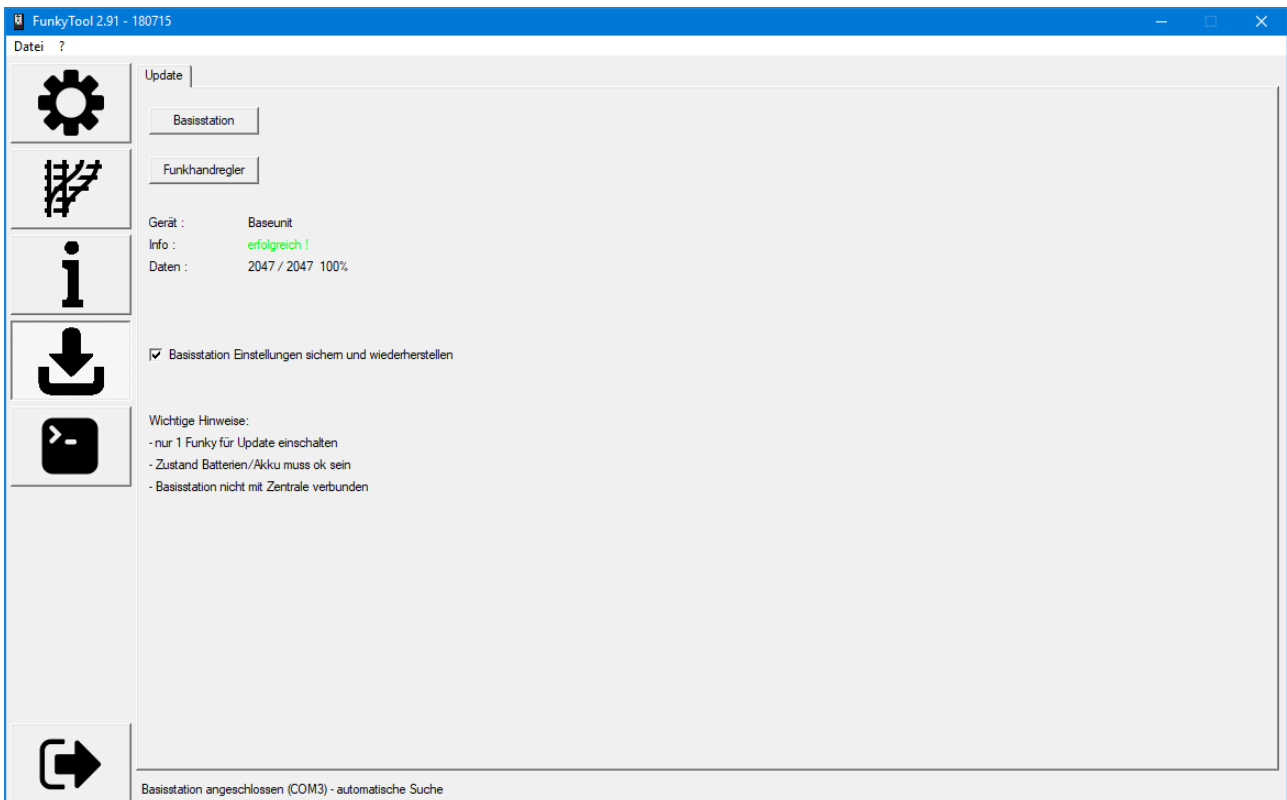 FunkyTool 2.91 - 180715
Datei ?
Update
Basisstation
Funkhandregler
Gerät : Baseunit
Info : erfolgreich !
Daten : 2047 / 2047 100%
Basisstation Einstellungen sichern und wiederherstellen
Wichtige Hinweise:
- nur 1 Funky für Update einschalten
- Zustand Batterien/Akku muss ok sein
- Basisstation nicht mit Zentrale verbunden
Basisstation angeschlossen (COM3) - automatische Suche